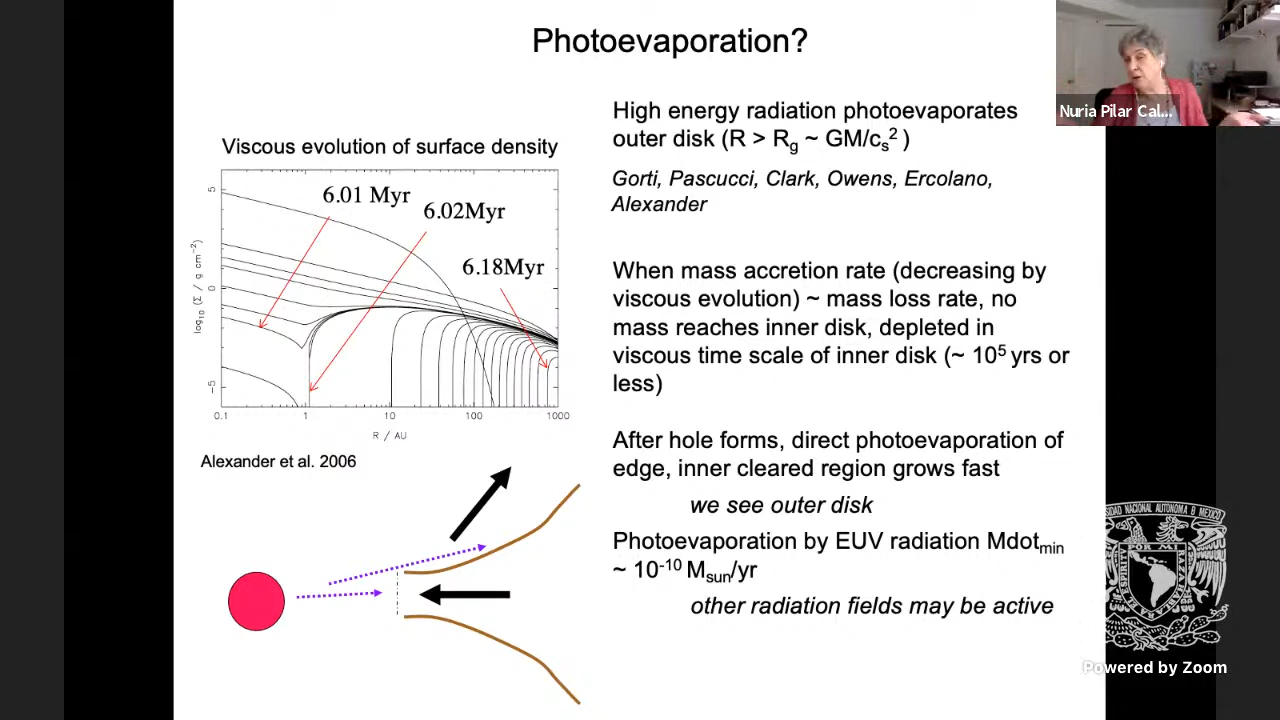 Photoevaporation?
Nuria Pilar Cal...
High energy radiation photoevaporates
outer disk (R > Rg ~ GM/cs² )
Gorti, Pascucci, Clark, Owens, Ercolano,
Alexander
Viscous evolution of surface density
6.01 Myr
6.02Myr
6.18Myr
log₁₀ (Σ / g cm⁻²)
5
0
-5
0.1
1
10
100
1000
R / AU
Alexander et al. 2006
When mass accretion rate (decreasing by
viscous evolution) ~ mass loss rate, no
mass reaches inner disk, depleted in
viscous time scale of inner disk (~ 10⁵ yrs or
less)
After hole forms, direct photoevaporation of
edge, inner cleared region grows fast
we see outer disk
Photoevaporation by EUV radiation Mdotmin
~ 10⁻¹⁰ Msun/yr
other radiation fields may be active
Powered by Zoom